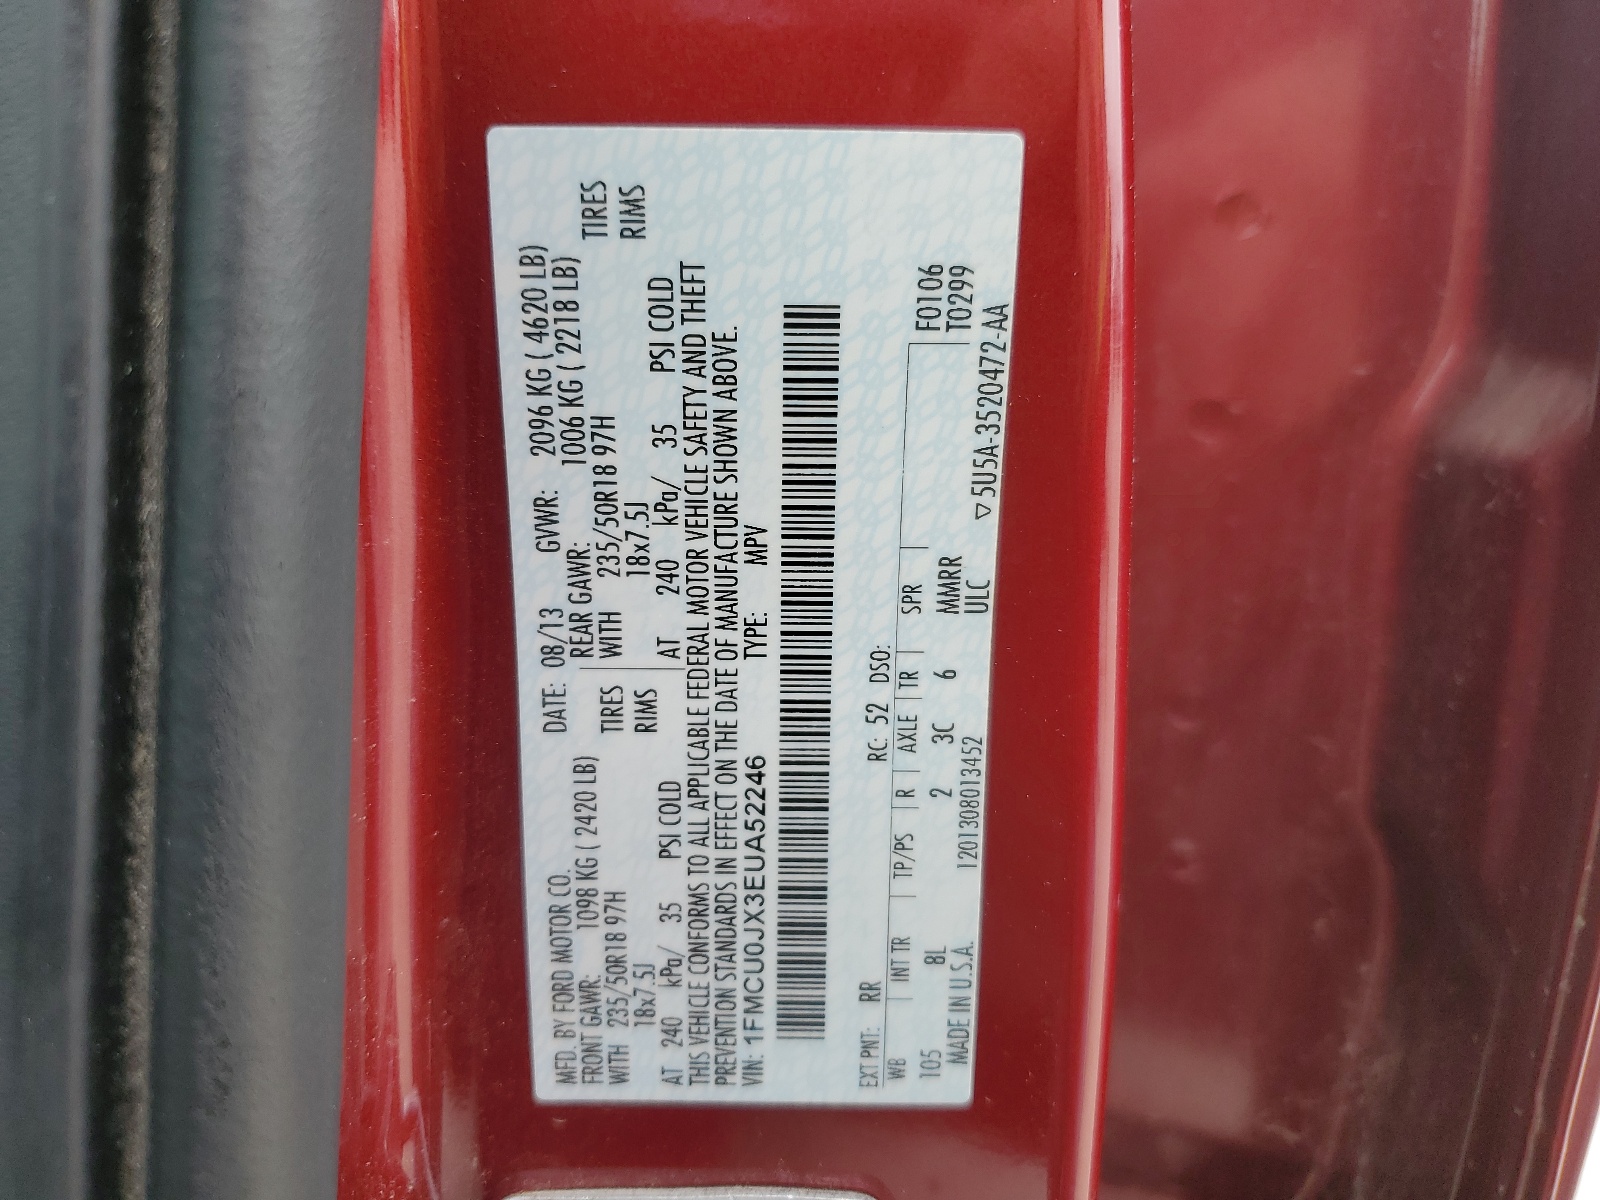 MFD. BY FORD MOTOR CO. DATE: 08/13 GVWR: 2096 KG ( 4620 LB)
FRONT GAWR: 1098 KG ( 2420 LB) REAR GAWR: 1006 KG ( 2218 LB)
WITH 235/50R18 97H TIRES WITH 235/50R18 97H TIRES
18x7.5J RIMS 18x7.5J RIMS
AT 240 kPa/ 35 PSI COLD AT 240 kPa/ 35 PSI COLD
THIS VEHICLE CONFORMS TO ALL APPLICABLE FEDERAL MOTOR VEHICLE SAFETY AND THEFT
PREVENTION STANDARDS IN EFFECT ON THE DATE OF MANUFACTURE SHOWN ABOVE.
VIN: 1FMCU0JX3EUA52246 TYPE: MPV
EXT PNT: RR RC: 52 DSO:
WB INT TR TP/PS R AXLE TR SPR F0106
105 8L 2 3C 6 MMRR T0299
MADE IN U.S.A. 1201308013452 ULC ▽5U5A-3520472-AA